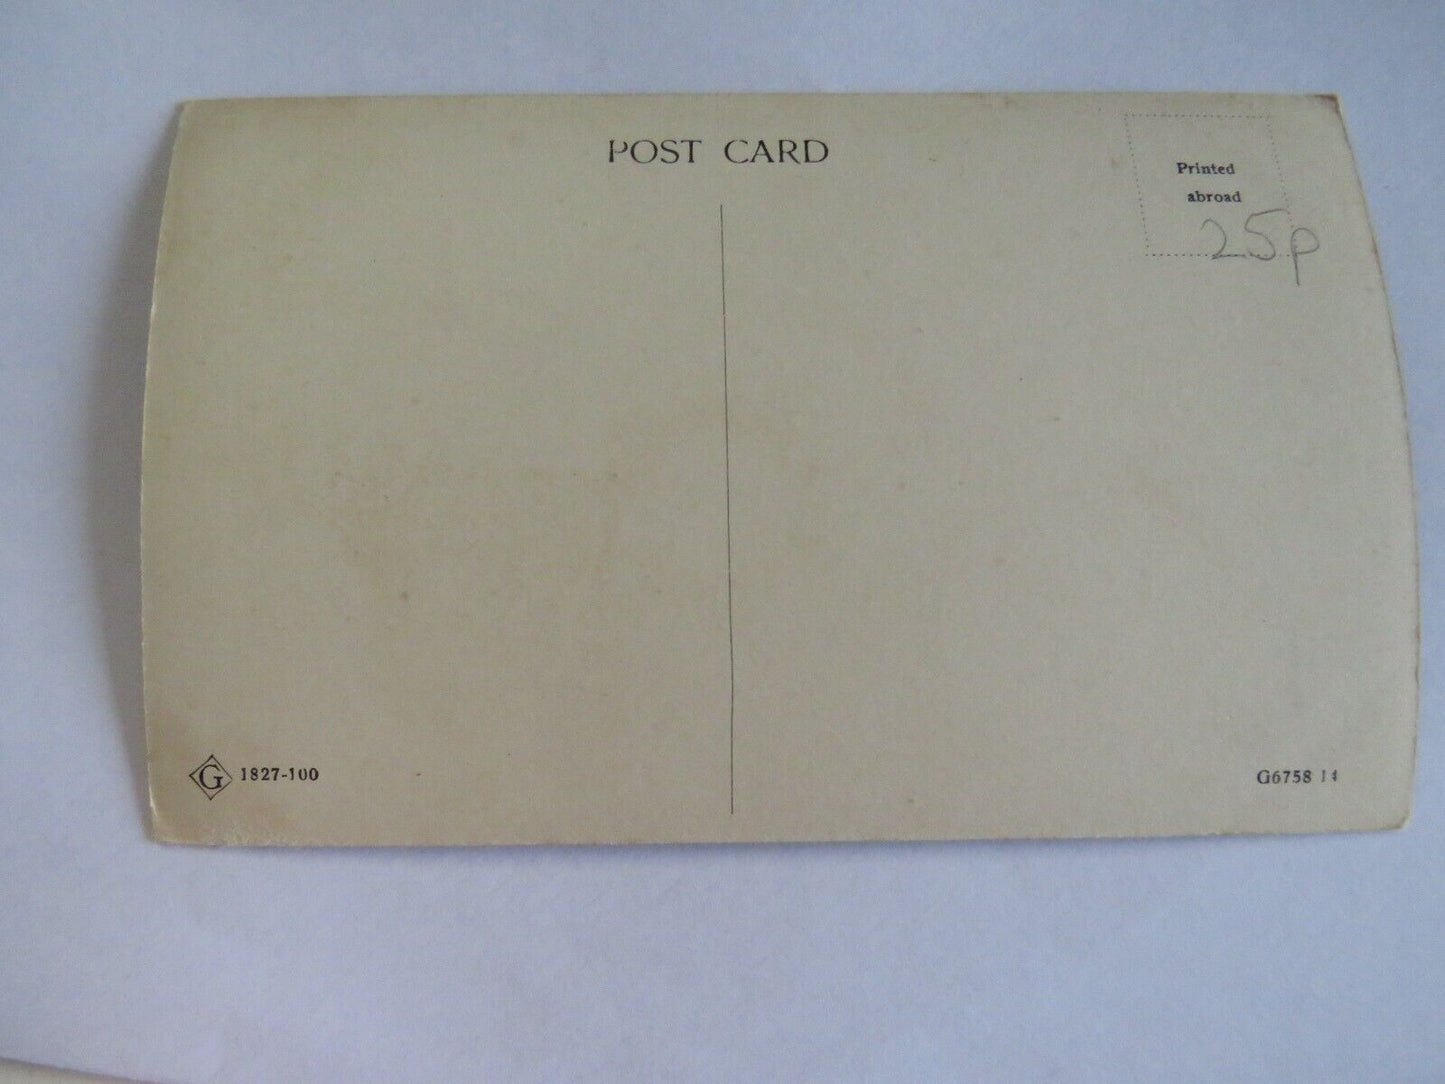 POST CARD
Printed
abroad
25p
G 1827-100
G6758 14